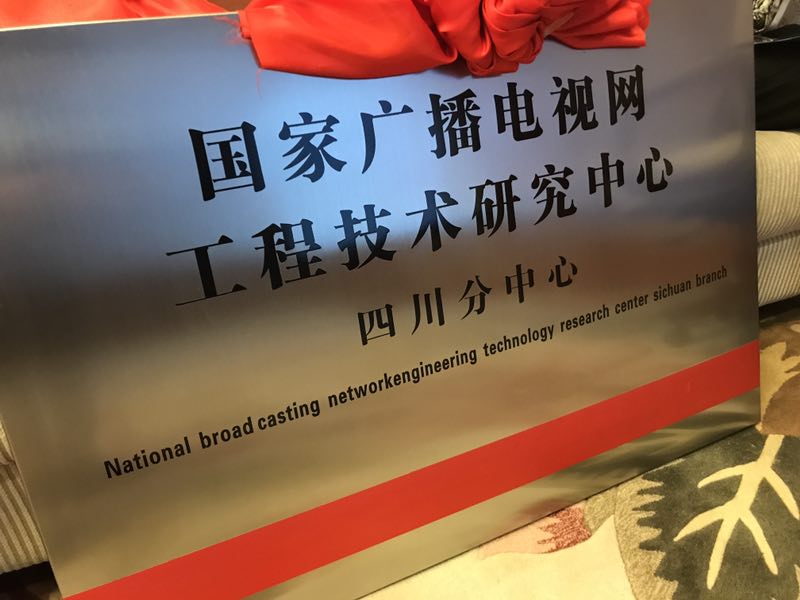 国家广播电视网
工程技术研究中心
四川分中心
National broad casting networkengineering technology research center sichuan branch